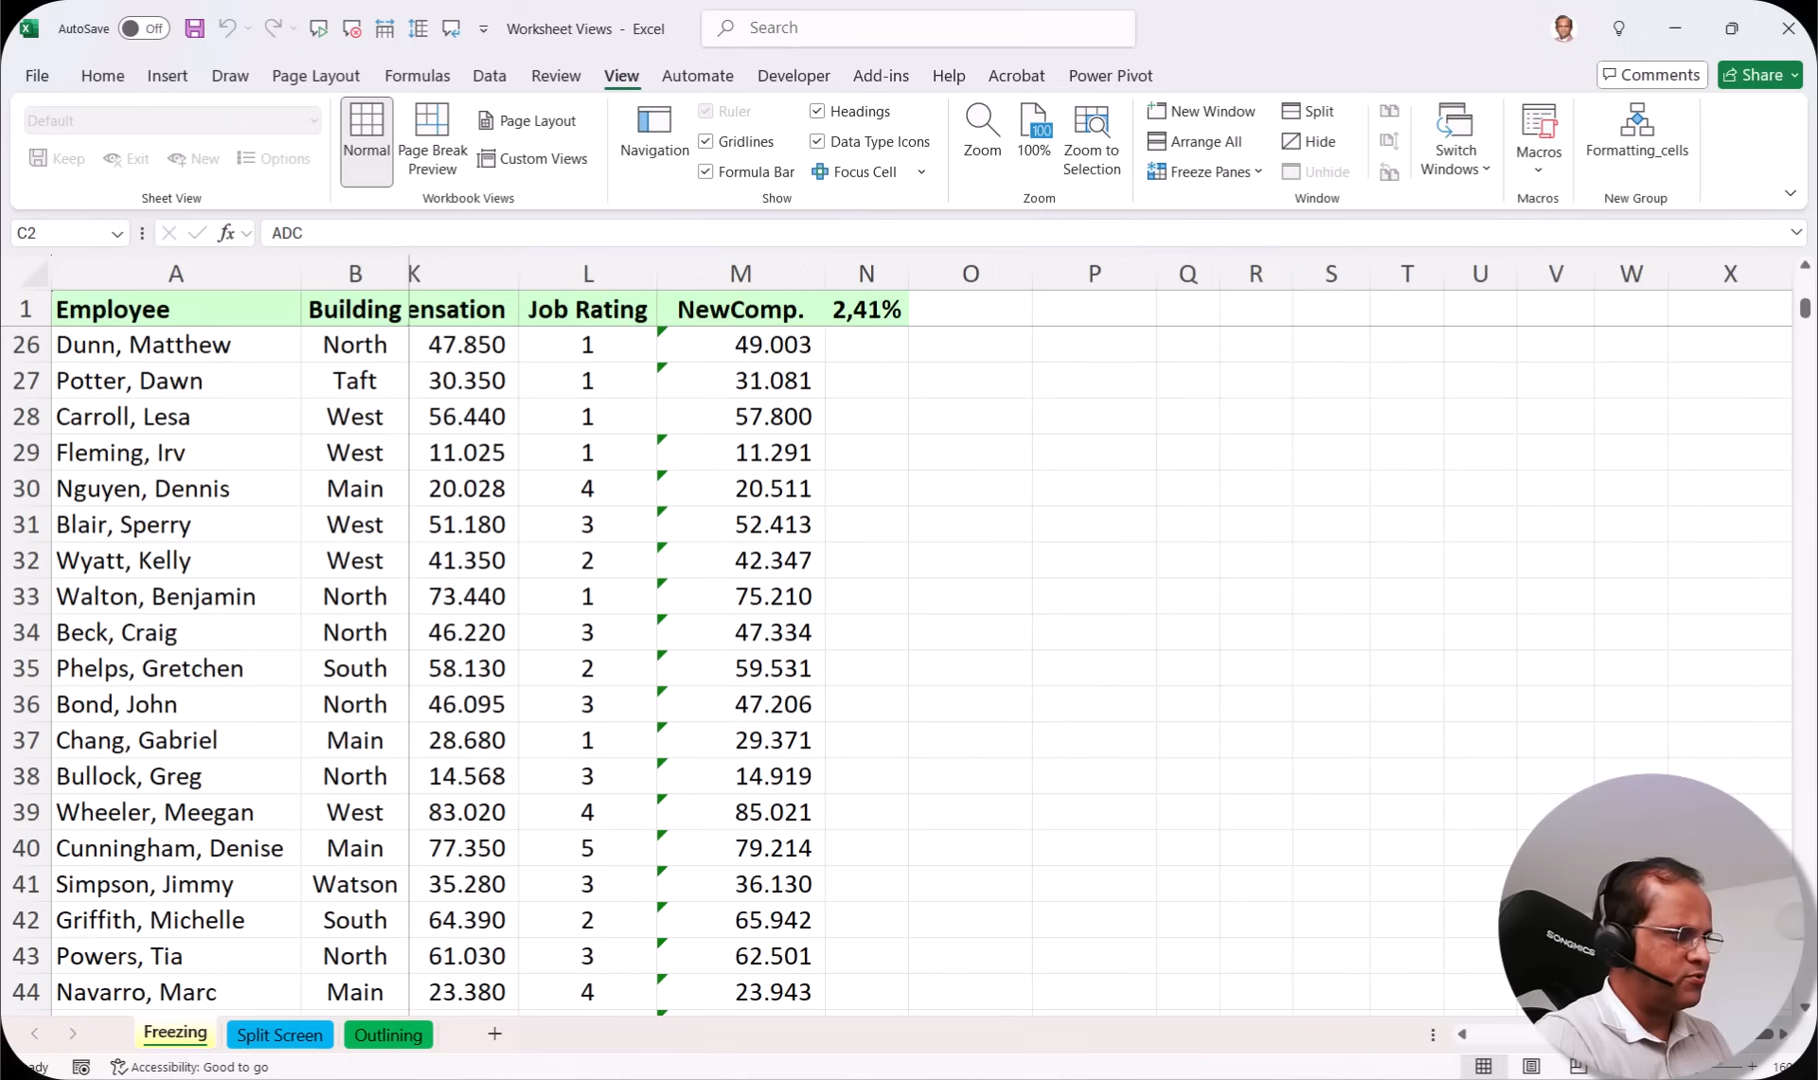 AutoSave Off Worksheet Views - Excel Search
File Home Insert Draw Page Layout Formulas Data Review View Automate Developer Add-ins Help Acrobat Power Pivot Comments Share
Default
Keep Exit New Options
Sheet View
Normal
Page Break Preview
Page Layout
Custom Views
Workbook Views
Navigation
Ruler
Gridlines
Formula Bar
Headings
Data Type Icons
Focus Cell
Show
Zoom
100
100%
Zoom to Selection
Zoom
New Window
Arrange All
Freeze Panes
Split
Hide
Unhide
Switch Windows
Window
Macros
Macros
Formatting_cells
New Group
C2 fx ADC
A B K L M N O P Q R S T U V W X
1 Employee Building ensation Job Rating NewComp. 2,41%
26 Dunn, Matthew North 47.850 1 49.003
27 Potter, Dawn Taft 30.350 1 31.081
28 Carroll, Lesa West 56.440 1 57.800
29 Fleming, Irv West 11.025 1 11.291
30 Nguyen, Dennis Main 20.028 4 20.511
31 Blair, Sperry West 51.180 3 52.413
32 Wyatt, Kelly West 41.350 2 42.347
33 Walton, Benjamin North 73.440 1 75.210
34 Beck, Craig North 46.220 3 47.334
35 Phelps, Gretchen South 58.130 2 59.531
36 Bond, John North 46.095 3 47.206
37 Chang, Gabriel Main 28.680 1 29.371
38 Bullock, Greg North 14.568 3 14.919
39 Wheeler, Meegan West 83.020 4 85.021
40 Cunningham, Denise Main 77.350 5 79.214
41 Simpson, Jimmy Watson 35.280 3 36.130
42 Griffith, Michelle South 64.390 2 65.942
43 Powers, Tia North 61.030 3 62.501
44 Navarro, Marc Main 23.380 4 23.943
SONGMICS
Freezing Split Screen Outlining
ady Accessibility: Good to go